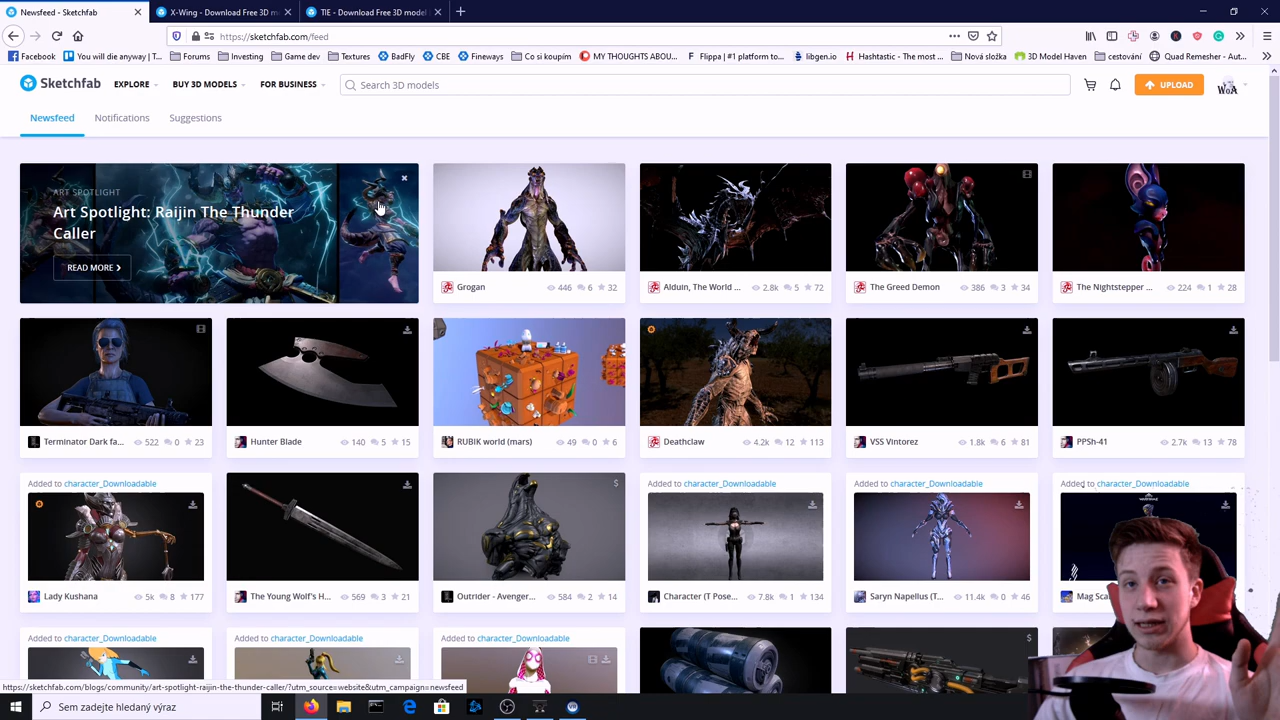 Newsfeed - Sketchfab
X-Wing - Download Free 3D m
TIE - Download Free 3D model
https://sketchfab.com/feed
Facebook
You will die anyway | T...
Forums
Investing
Game dev
Textures
BadFly
CBE
Fineways
Co si koupím
MY THOUGHTS ABOU...
Flippa | #1 platform to...
libgen.io
Hashtastic - The most ...
Nová složka
3D Model Haven
cestování
Quad Remesher - Aut...
Sketchfab
EXPLORE
BUY 3D MODELS
FOR BUSINESS
Search 3D models
UPLOAD
WoA
Newsfeed
Notifications
Suggestions
ART SPOTLIGHT
Art Spotlight: Raijin The Thunder
Caller
READ MORE ❯
Grogan 446 6 32
Alduin, The World ... 2.8k 5 72
The Greed Demon 386 3 34
The Nightstepper ... 224 1 28
Terminator Dark fa... 522 0 23
Hunter Blade 140 5 15
RUBIK world (mars) 49 0 6
Deathclaw 4.2k 12 113
VSS Vintorez 1.8k 6 81
PPSh-41 2.7k 13 78
Added to character_Downloadable
Added to character_Downloadable
Added to character_Downloadable
Added to character_Downloadable
$
Lady Kushana 5k 8 177
The Young Wolf's H... 569 3 21
Outrider - Avenger... 584 2 14
Character (T Pose... 7.8k 1 134
Saryn Napellus (T... 11.4k 0 46
Mag Sca
Added to character_Downloadable
Added to character_Downloadable
Added to character_Downloadable
$
https://sketchfab.com/blogs/community/art-spotlight-raijin-the-thunder-caller/?utm_source=website&utm_campaign=newsfeed
Sem zadejte hledaný výraz